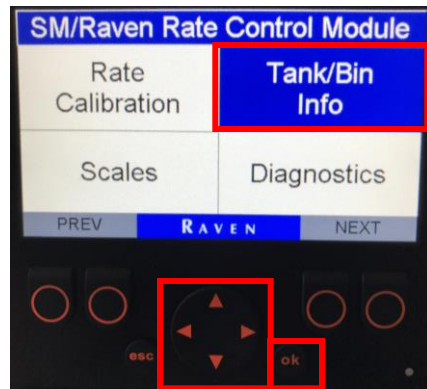 SM/Raven Rate Control Module
Rate
Calibration
Tank/Bin
Info
Scales
Diagnostics
PREV
RAVEN
NEXT
esc
ok